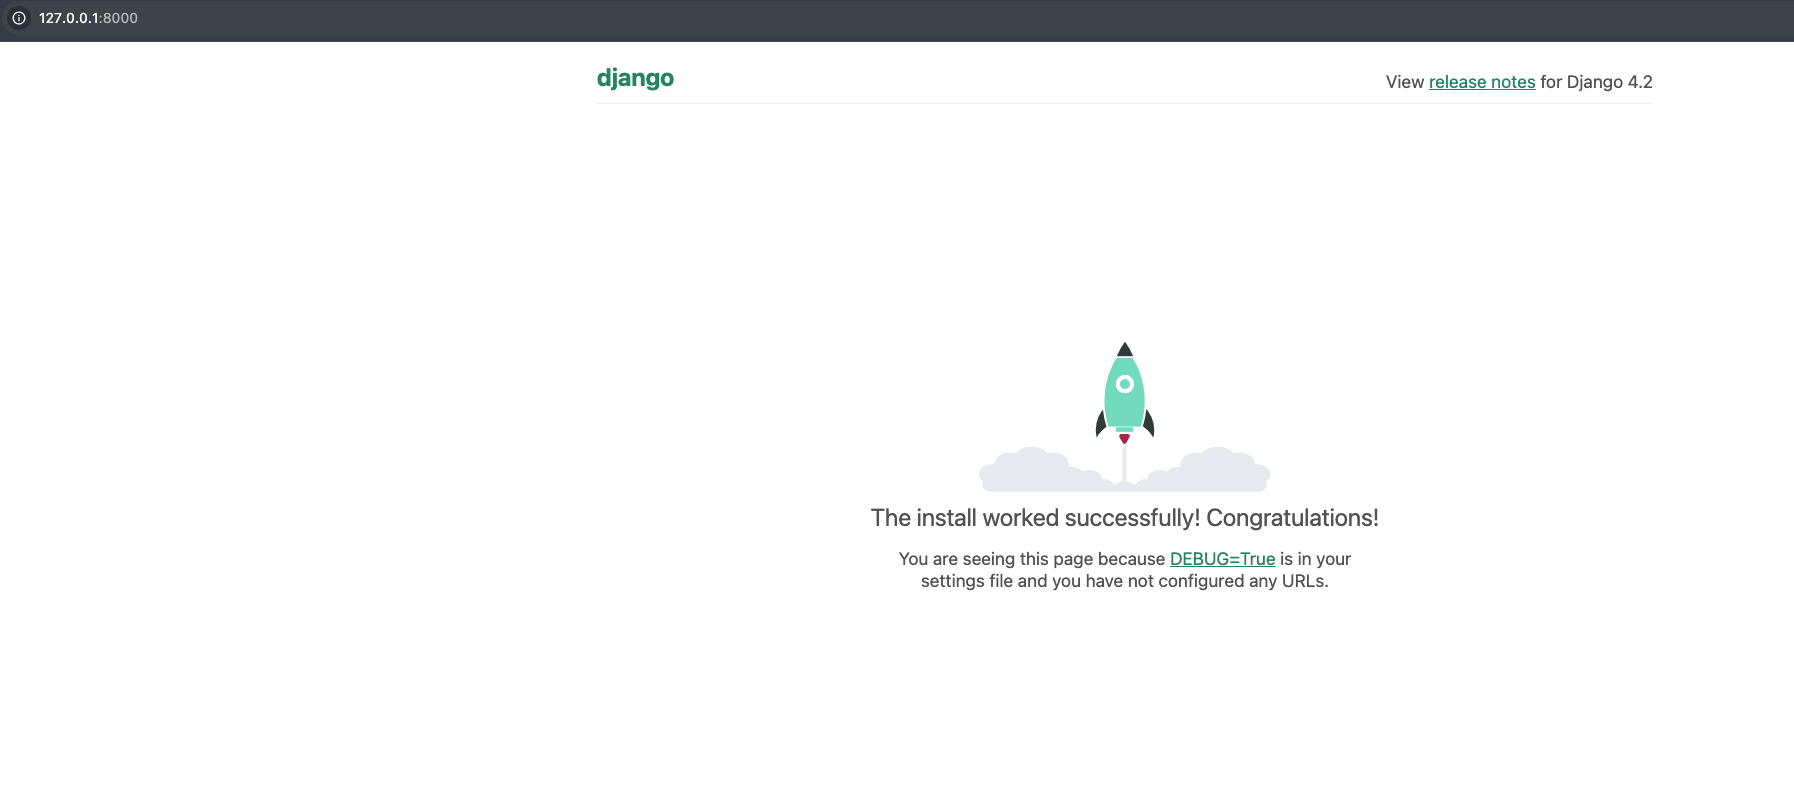 127.0.0.1:8000
django
View release notes for Django 4.2
The install worked successfully! Congratulations!
You are seeing this page because DEBUG=True is in your
settings file and you have not configured any URLs.